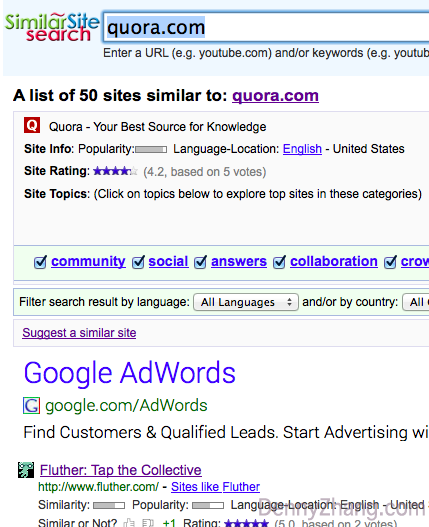 SimilarSite
search
quora.com
Enter a URL (e.g. youtube.com) and/or keywords (e.g. youtub
A list of 50 sites similar to: quora.com
Q Quora - Your Best Source for Knowledge
Site Info: Popularity: Language-Location: English - United States
Site Rating: (4.2, based on 5 votes)
Site Topics: (Click on topics below to explore top sites in these categories)
community social answers collaboration crow
Filter search result by language: All Languages and/or by country: All
Suggest a similar site
Google AdWords
google.com/AdWords
Find Customers & Qualified Leads. Start Advertising wi
Fluther: Tap the Collective
http://www.fluther.com/ - Sites like Fluther
Similarity: Popularity: Language-Location: English - United
Similar or Not? +1 Rating: (5.0, based on 2 votes)
DennyZhang.com